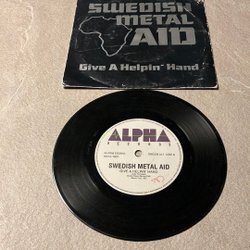 SWEDISH
METAL
AID
Give A Helpin' Hand
ALPHA
RECORDS
SWEDISH METAL AID
GIVE A HELPIN' HAND